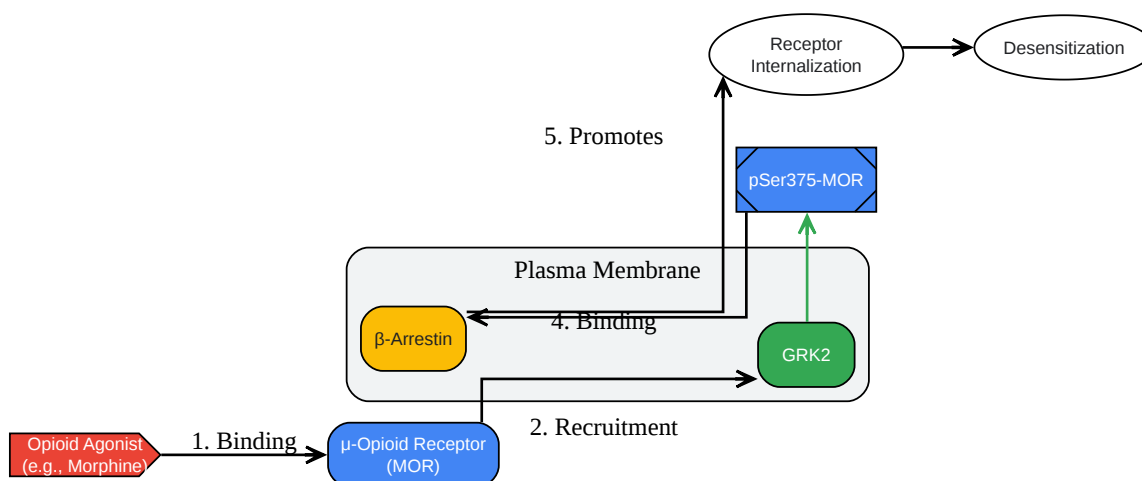 Receptor
Internalization
Desensitization
5. Promotes
pSer375-MOR
Plasma Membrane
4. Binding
β-Arrestin
GRK2
2. Recruitment
Opioid Agonist
(e.g., Morphine)
1. Binding
μ-Opioid Receptor
(MOR)